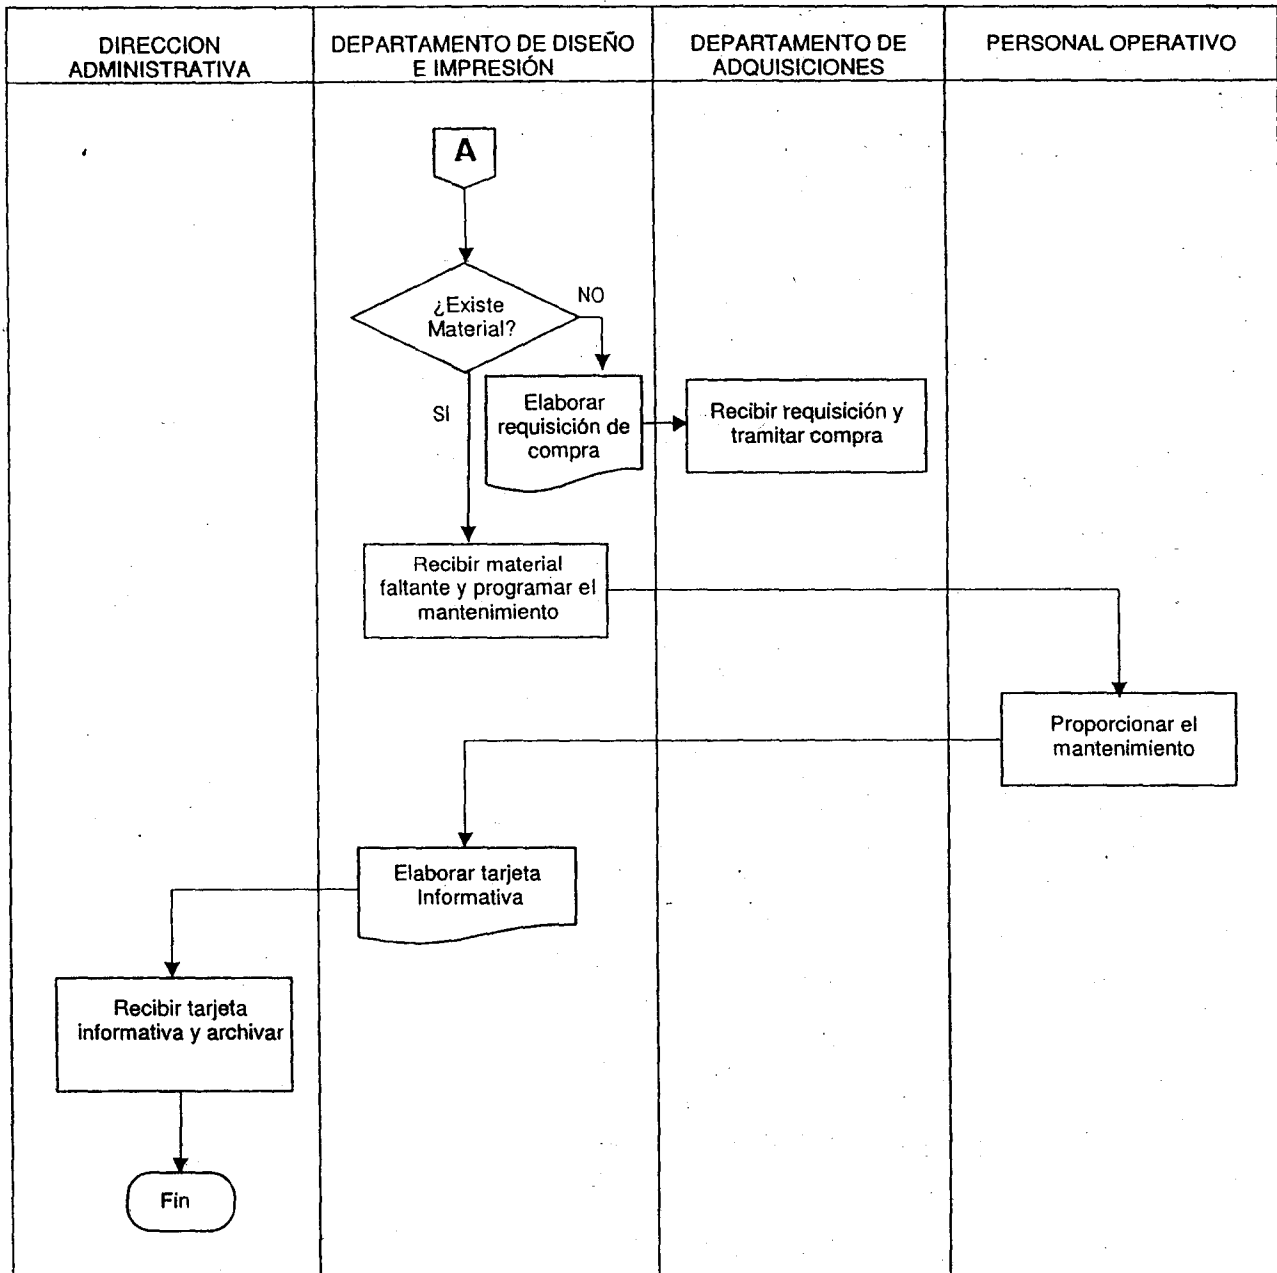 DIRECCION
ADMINISTRATIVA
DEPARTAMENTO DE DISEÑO
E IMPRESIÓN
DEPARTAMENTO DE
ADQUISICIONES
PERSONAL OPERATIVO
A
¿Existe
Material?
NO
SI
Elaborar
requisición de
compra
Recibir requisición y
tramitar compra
Recibir material
faltante y programar el
mantenimiento
Proporcionar el
mantenimiento
Elaborar tarjeta
Informativa
Recibir tarjeta
informativa y archivar
Fin